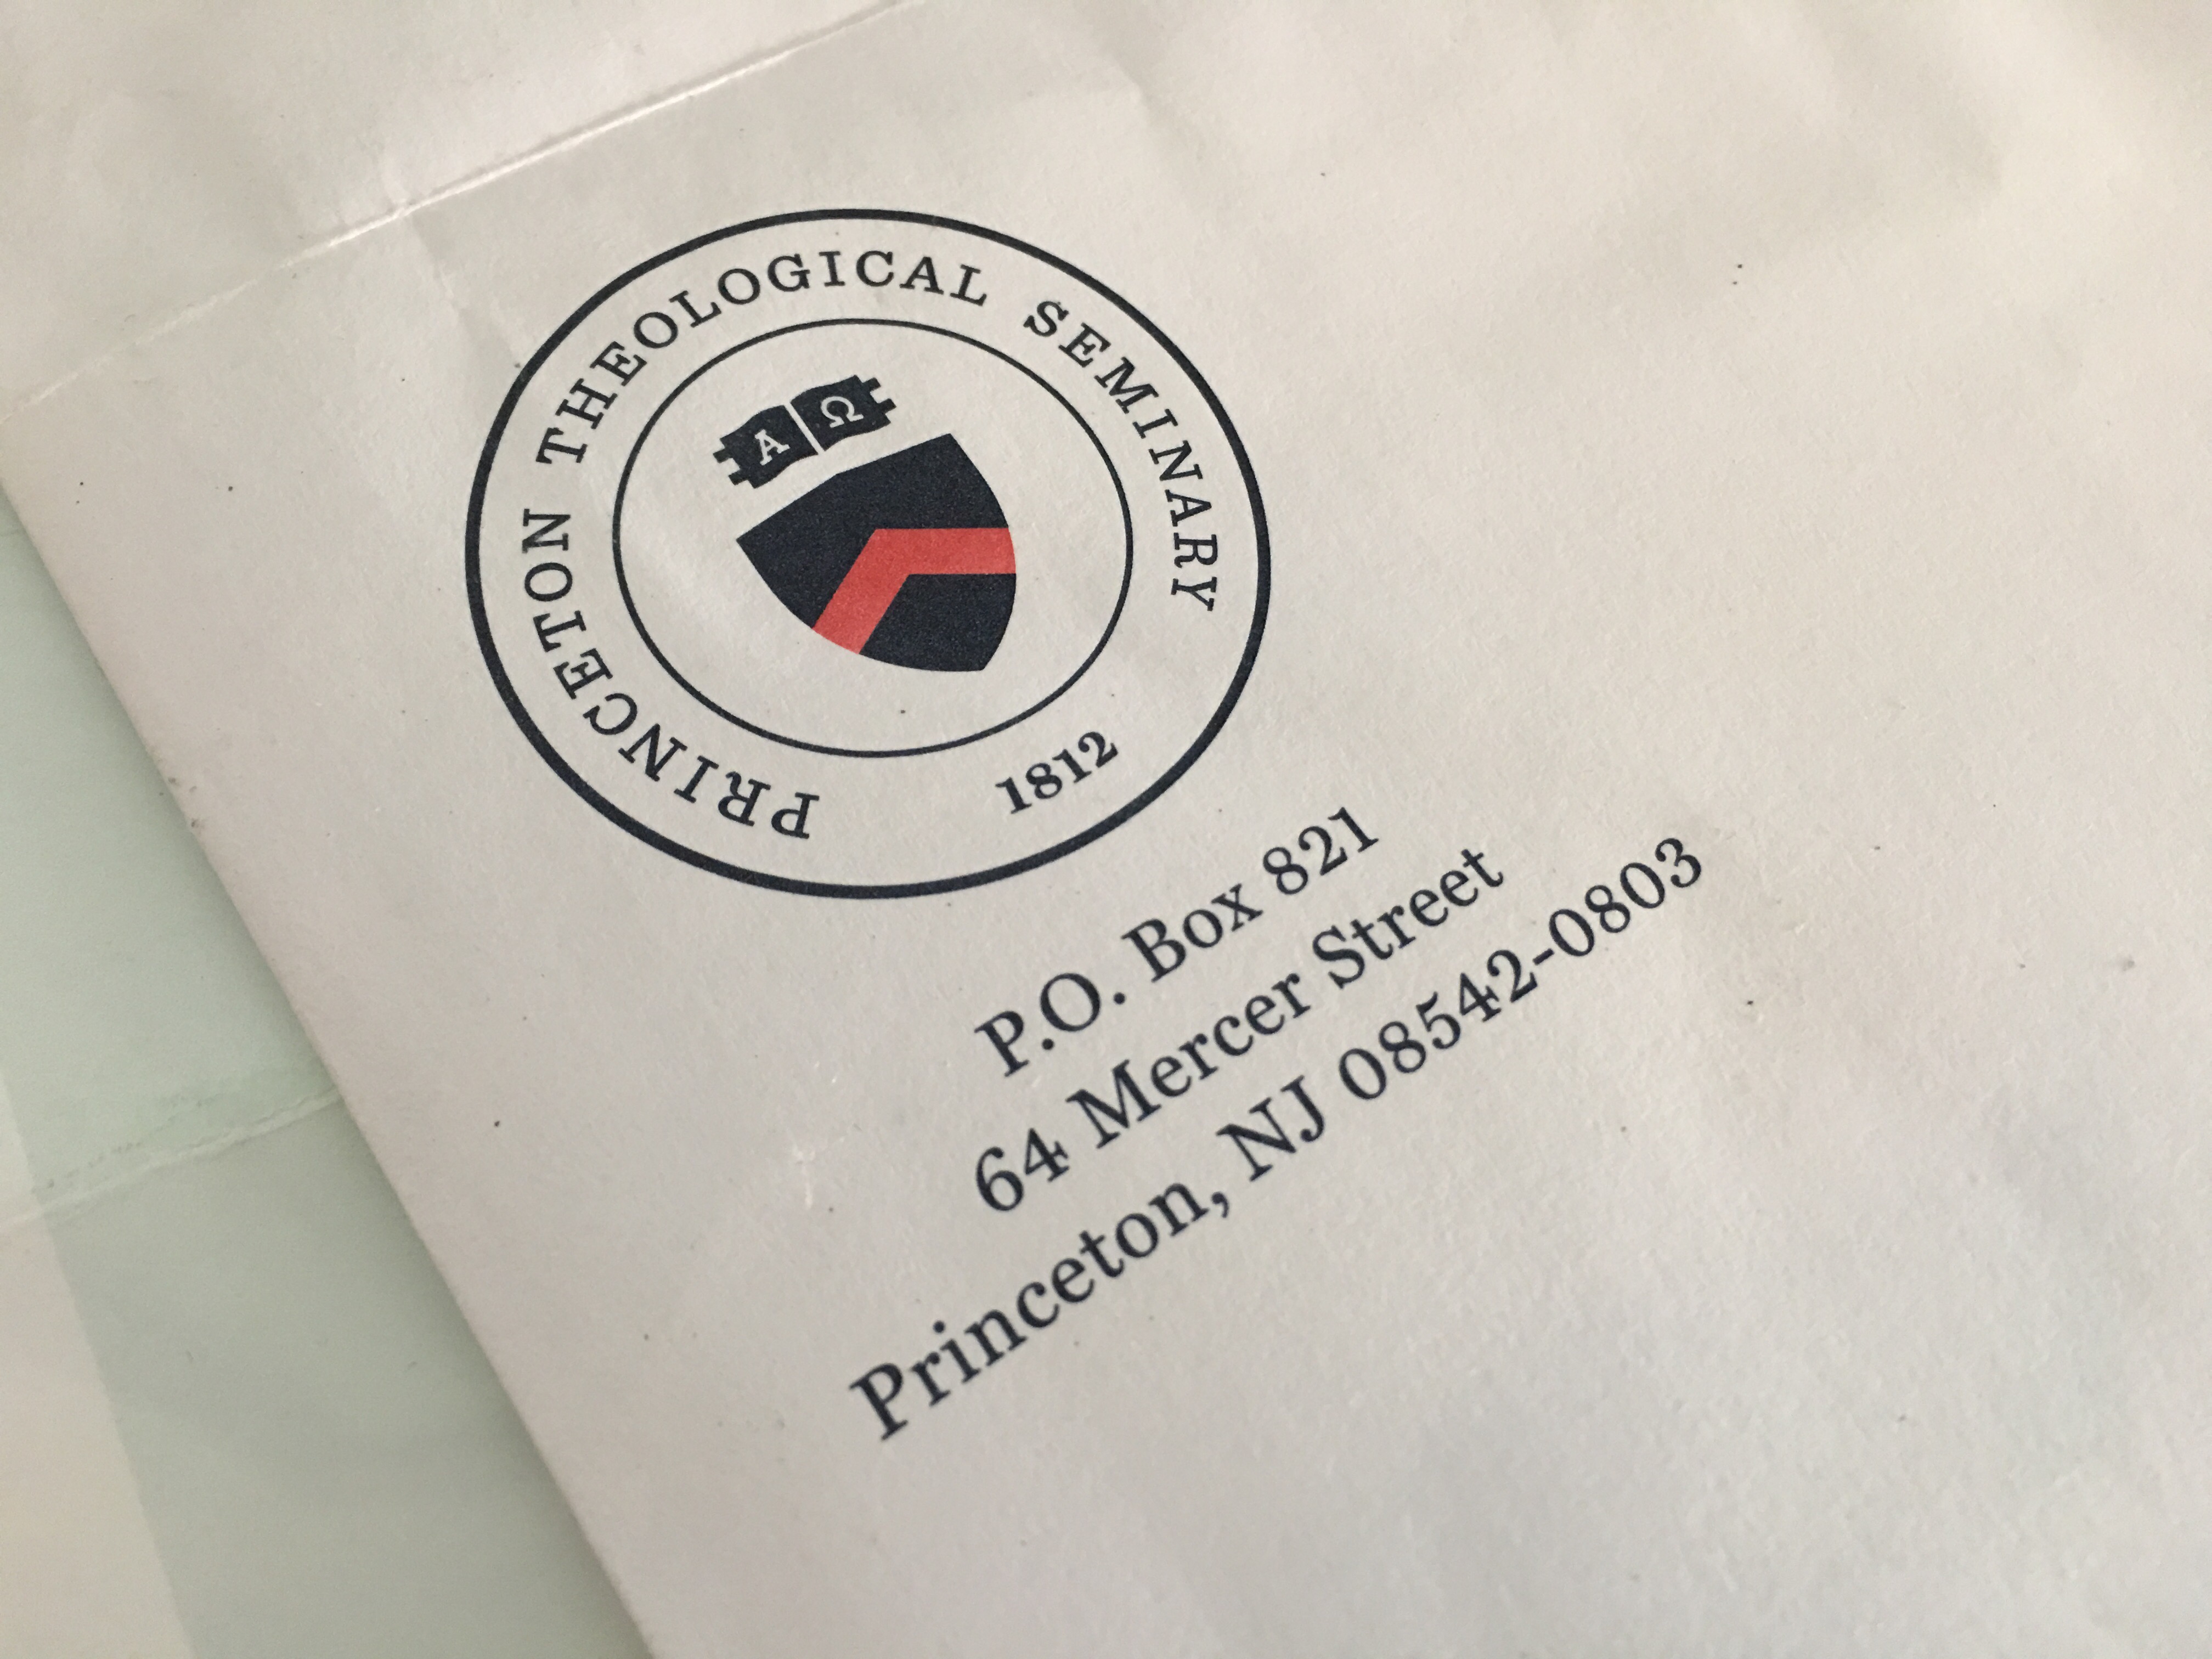 PRINCETON THEOLOGICAL SEMINARY
Α Ω
1812
P.O. Box 821
64 Mercer Street
Princeton, NJ 08542-0803